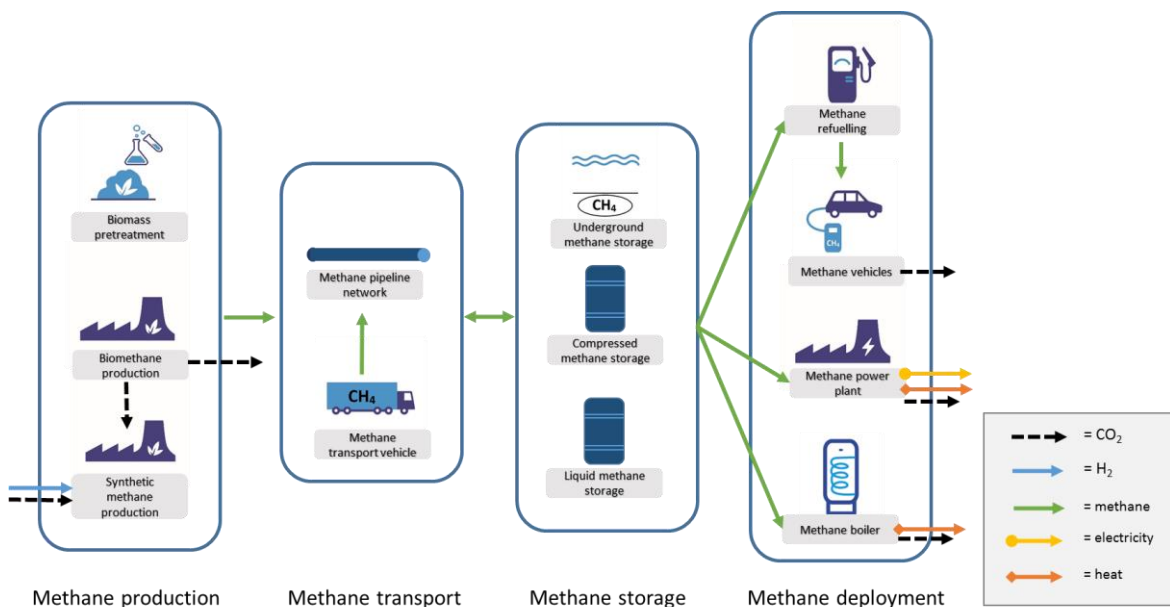 Biomass
pretreatment
Biomethane
production
Synthetic
methane
production
Methane production
Methane pipeline
network
CH₄
Methane
transport vehicle
Methane transport
CH₄
Underground
methane storage
Compressed
methane storage
Liquid methane
storage
Methane storage
Methane
refuelling
CH₄
Methane vehicles
Methane power
plant
Methane boiler
Methane deployment
= CO₂
= H₂
= methane
= electricity
= heat